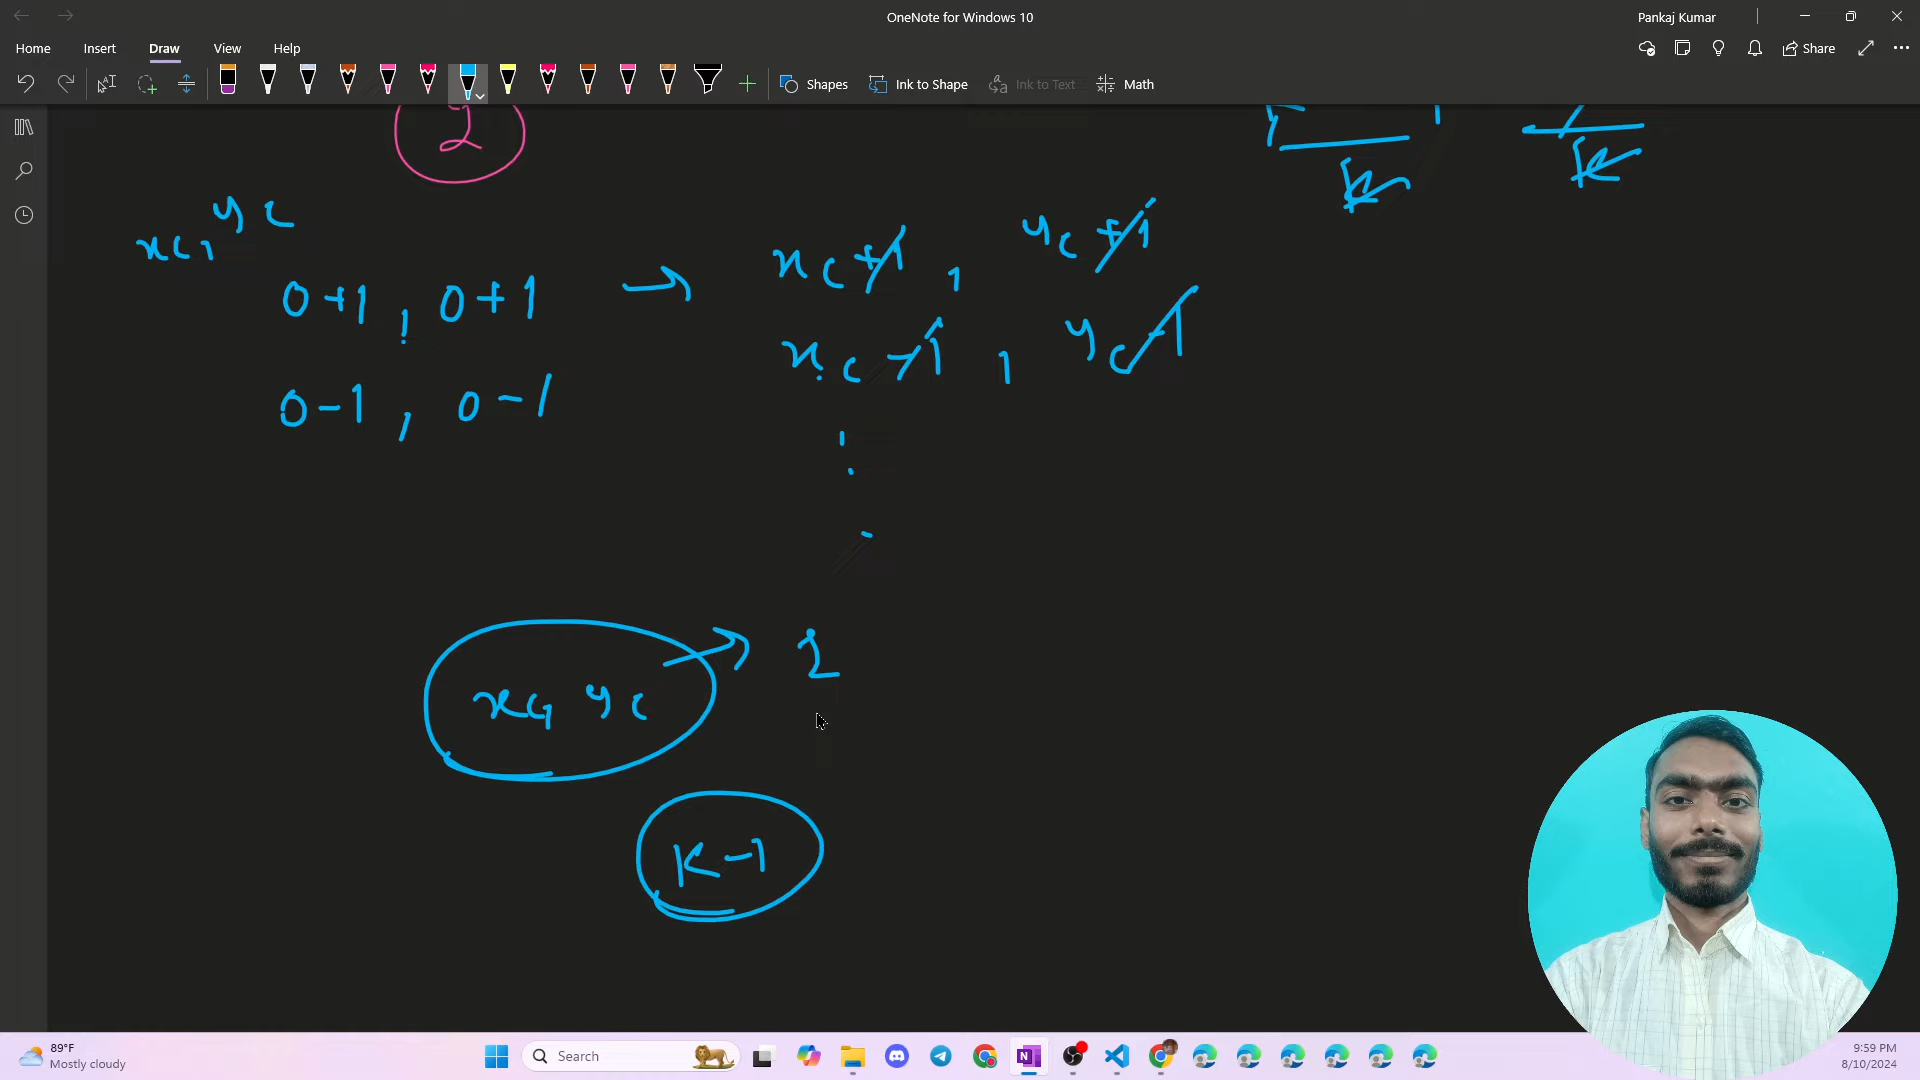 OneNote for Windows 10
Pankaj Kumar
Home Insert Draw View Help
Share
Shapes Ink to Shape Ink to Text Math
2
k k
xc, yc
0+1, 0+1 → xc+1, yc+1
xc-1, yc-1
0-1, 0-1
xc, yc → 1
K-1
89°F
Mostly cloudy
Search
9:59 PM
8/10/2024